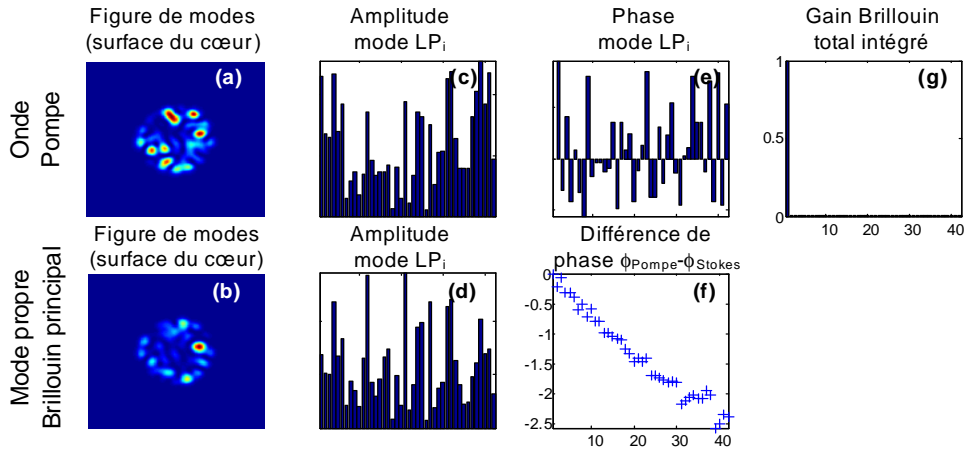 Figure de modes
(surface du cœur)
Amplitude
mode LPi
Phase
mode LPi
Gain Brillouin
total intégré
Onde
Pompe
(a)
(c)
(e)
(g)
1
0.5
0
10 20 30 40
Figure de modes
(surface du cœur)
Amplitude
mode LPi
Différence de
phase ϕPompe-ϕStokes
Mode propre
Brillouin principal
(b)
(d)
(f)
0
-0.5
-1
-1.5
-2
-2.5
10 20 30 40